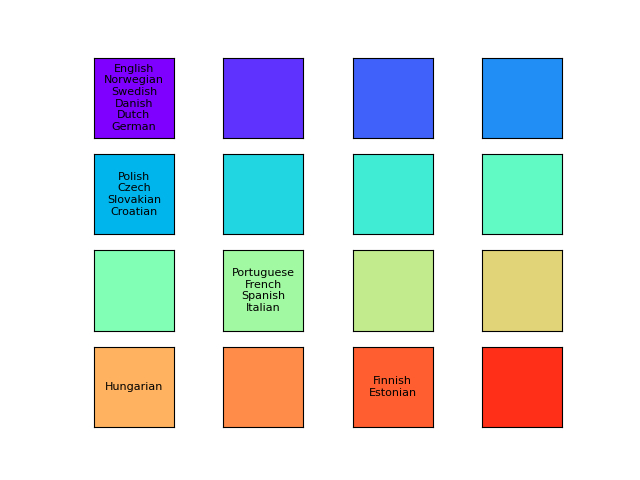 English
Norwegian
Swedish
Danish
Dutch
German
Polish
Czech
Slovakian
Croatian
Portuguese
French
Spanish
Italian
Hungarian
Finnish
Estonian